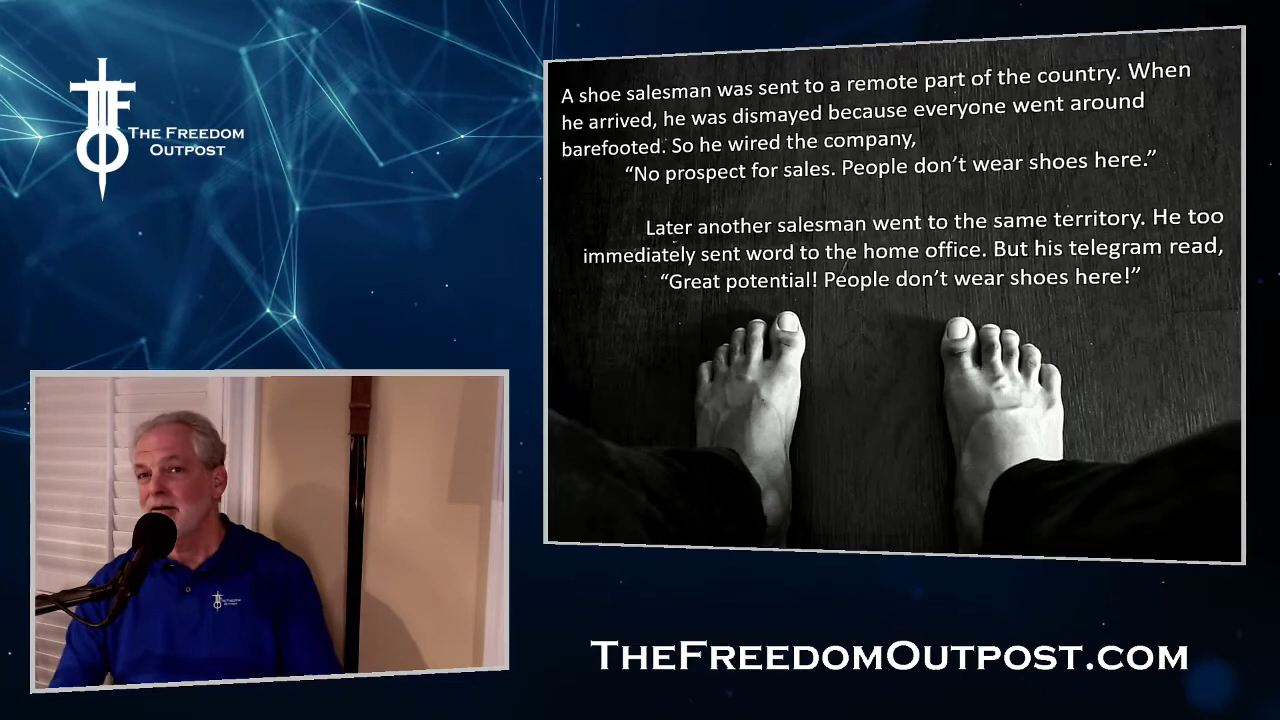 THE FREEDOM
OUTPOST
A shoe salesman was sent to a remote part of the country. When
he arrived, he was dismayed because everyone went around
barefooted. So he wired the company,
“No prospect for sales. People don’t wear shoes here.”
Later another salesman went to the same territory. He too
immediately sent word to the home office. But his telegram read,
“Great potential! People don’t wear shoes here!”
THEFREEDOMOUTPOST.COM